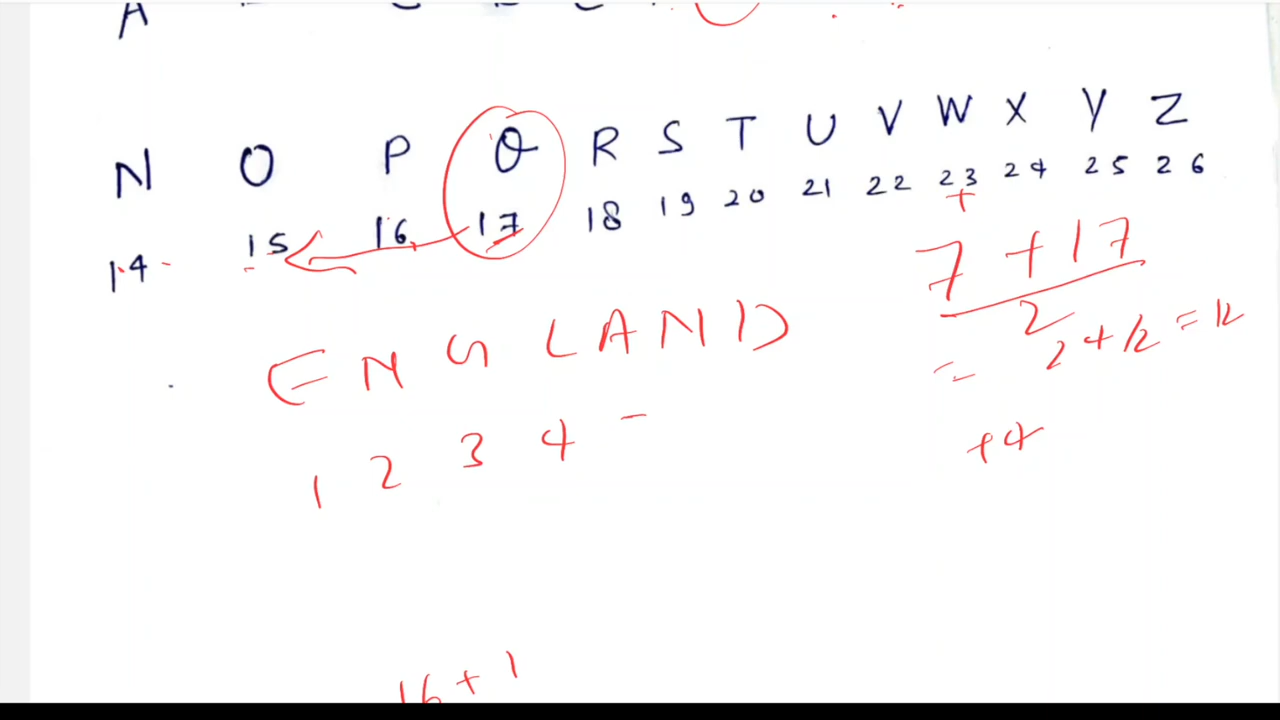 A
N O P Q R S T U V W X Y Z
14 15 16 17 18 19 20 21 22 23 24 25 26
7 + 17
2
= 24/2 = 12
ENGLAND
1 2 3 4
+4
16 + 1